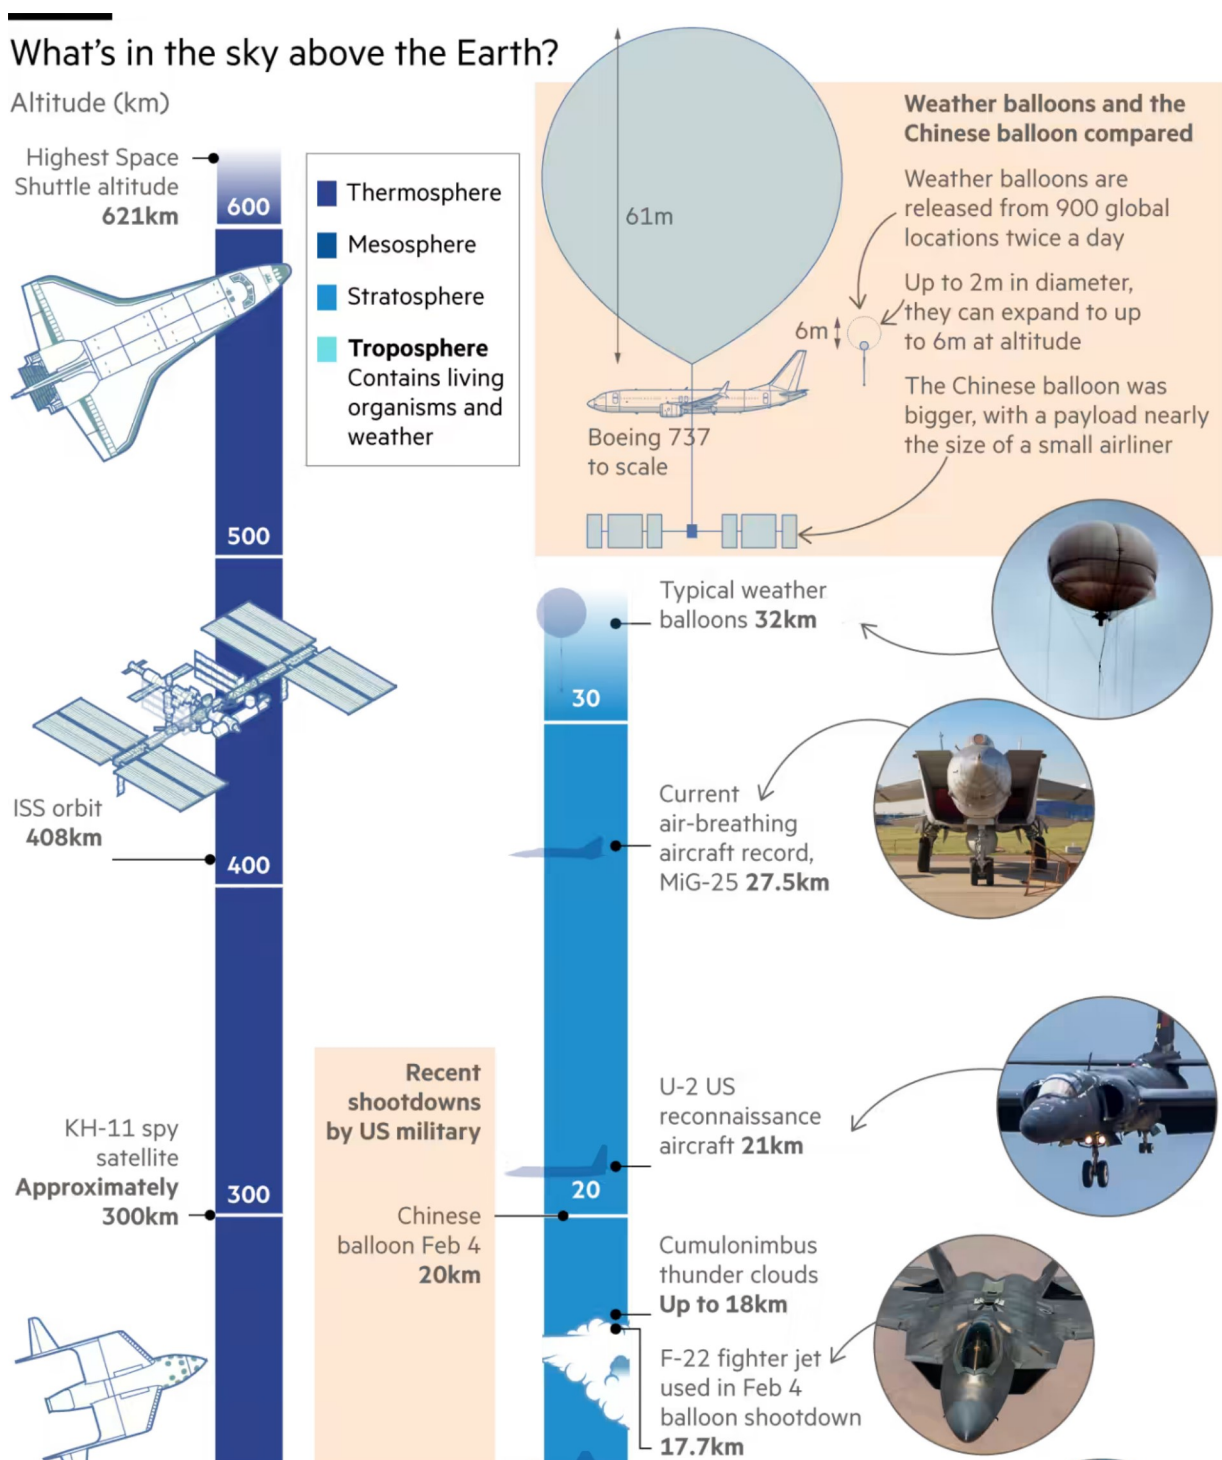 What's in the sky above the Earth?
Altitude (km)
Highest Space
Shuttle altitude
621km
600
500
ISS orbit
408km
400
KH-11 spy
satellite
Approximately
300km
300
Thermosphere
Mesosphere
Stratosphere
Troposphere
Contains living
organisms and
weather
61m
Boeing 737
to scale
6m
Weather balloons and the
Chinese balloon compared
Weather balloons are
released from 900 global
locations twice a day
Up to 2m in diameter,
they can expand to up
to 6m at altitude
The Chinese balloon was
bigger, with a payload nearly
the size of a small airliner
Typical weather
balloons 32km
30
Current
air-breathing
aircraft record,
MiG-25 27.5km
Recent
shootdowns
by US military
U-2 US
reconnaissance
aircraft 21km
20
Chinese
balloon Feb 4
20km
Cumulonimbus
thunder clouds
Up to 18km
F-22 fighter jet
used in Feb 4
balloon shootdown
17.7km